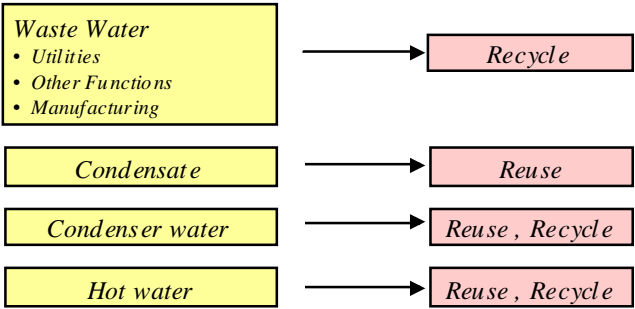 Waste Water
• Utilities
Recycle
• Other Functions
• Manufacturing
Condensate
Reuse
Condenser water
Reuse , Recycle
Hot water
Reuse , Recycle